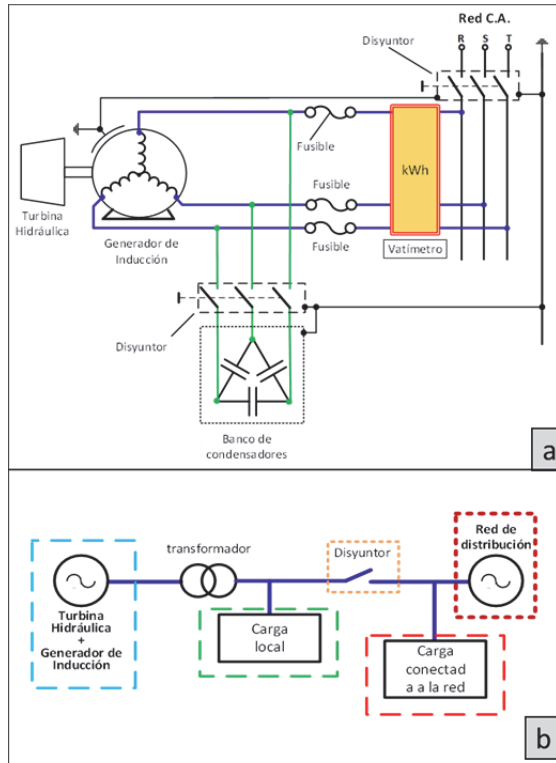 Red C.A.
R S T
Disyuntor
Fusible
kWh
Fusible
Turbina
Hidráulica
Generador de
Inducción
Fusible
Vatímetro
Disyuntor
Banco de
condensadores
a
Red de
distribución
transformador
Disyuntor
Turbina
Hidráulica
+
Generador de
Inducción
Carga
local
Carga
conectad
a a la red
b